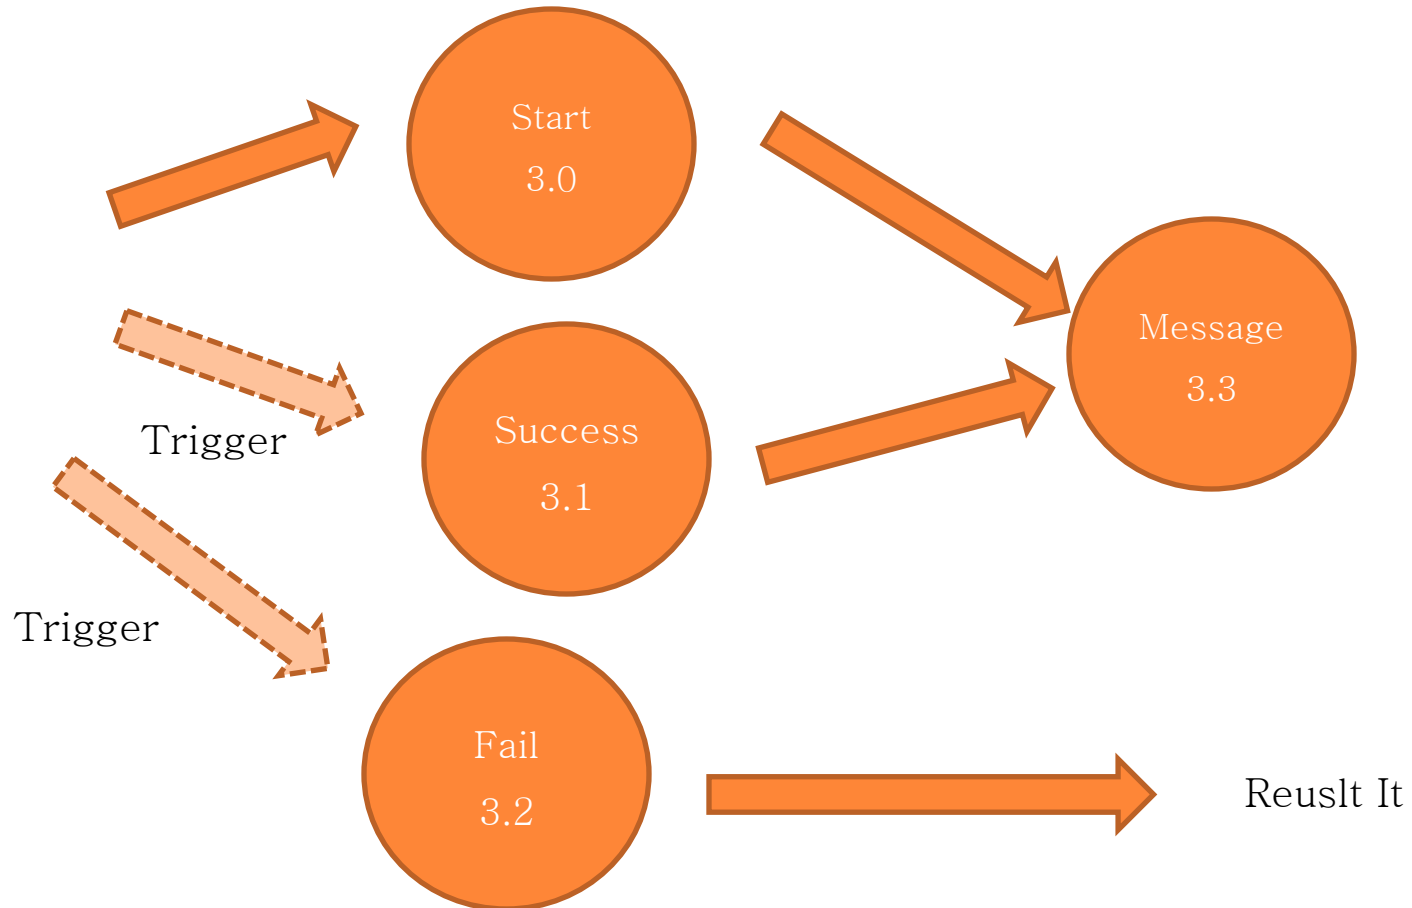 Start
3.0
Message
3.3
Trigger
Success
3.1
Trigger
Fail
3.2
Reuslt It